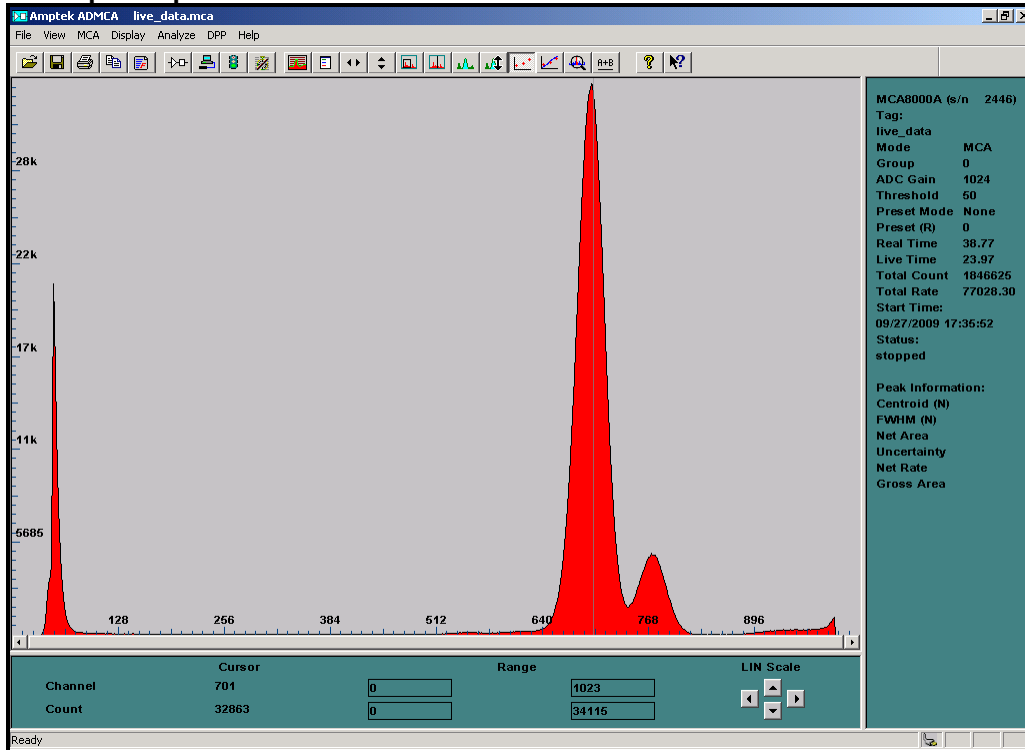 Amptek ADMCA live_data.mca
File View MCA Display Analyze DPP Help
A+B
28k
22k
17k
11k
5685
128 256 384 512 640 768 896
MCA8000A (s/n 2446)
Tag:
live_data
Mode MCA
Group 0
ADC Gain 1024
Threshold 50
Preset Mode None
Preset (R) 0
Real Time 38.77
Live Time 23.97
Total Count 1846625
Total Rate 77028.30
Start Time:
09/27/2009 17:35:52
Status:
stopped
Peak Information:
Centroid (N)
FWHM (N)
Net Area
Uncertainty
Net Rate
Gross Area
Cursor Range LIN Scale
Channel 701 0 1023
Count 32863 0 34115
Ready